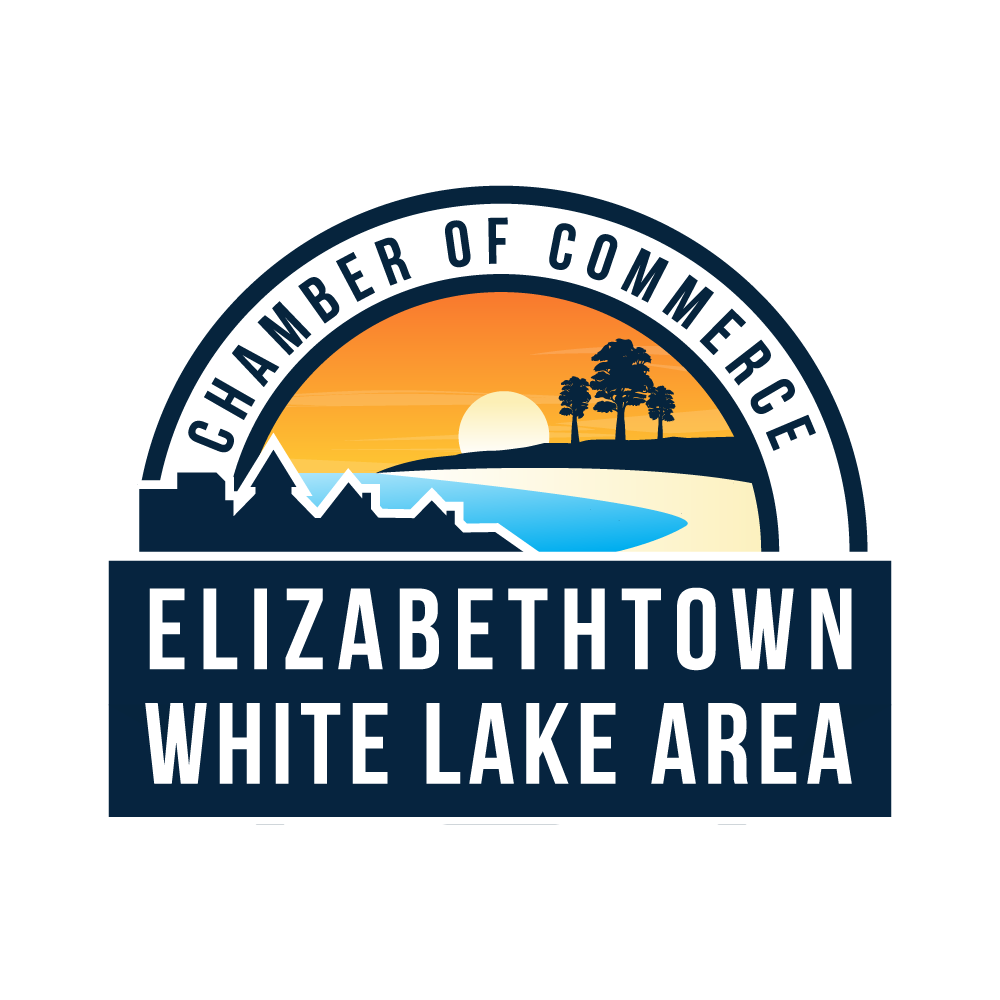 CHAMBER OF COMMERCE
ELIZABETHTOWN
WHITE LAKE AREA